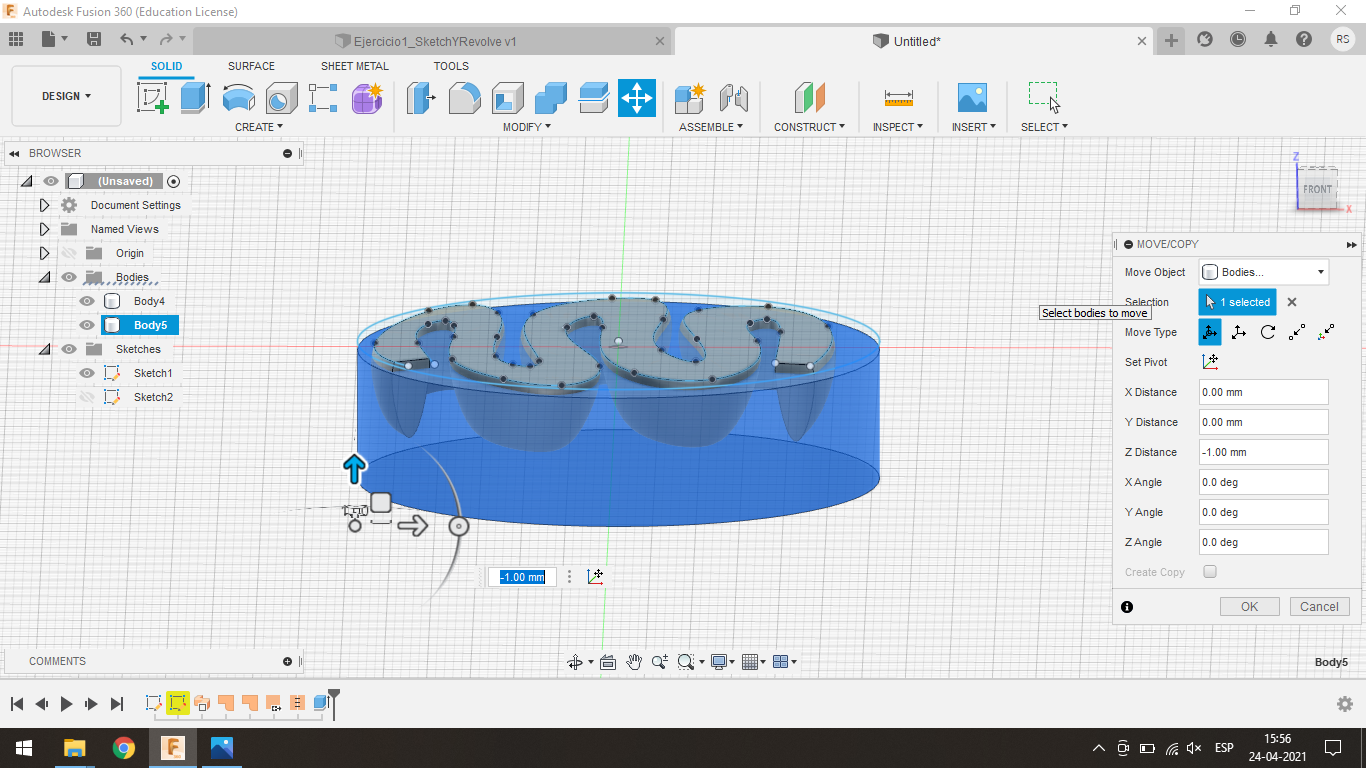 Autodesk Fusion 360 (Education License)
Ejercicio1_SketchYRevolve v1
Untitled*
RS
DESIGN
SOLID
SURFACE
SHEET METAL
TOOLS
CREATE
MODIFY
ASSEMBLE
CONSTRUCT
INSPECT
INSERT
SELECT
BROWSER
(Unsaved)
Document Settings
Named Views
Origin
Bodies
Body4
Body5
Sketches
Sketch1
Sketch2
Z
FRONT
X
MOVE/COPY
Move Object Bodies...
Selection 1 selected
Select bodies to move
Move Type
Set Pivot
X Distance 0.00 mm
Y Distance 0.00 mm
Z Distance -1.00 mm
X Angle 0.0 deg
Y Angle 0.0 deg
Z Angle 0.0 deg
Create Copy
OK Cancel
-1.00 mm
COMMENTS
Body5
ESP
15:56
24-04-2021